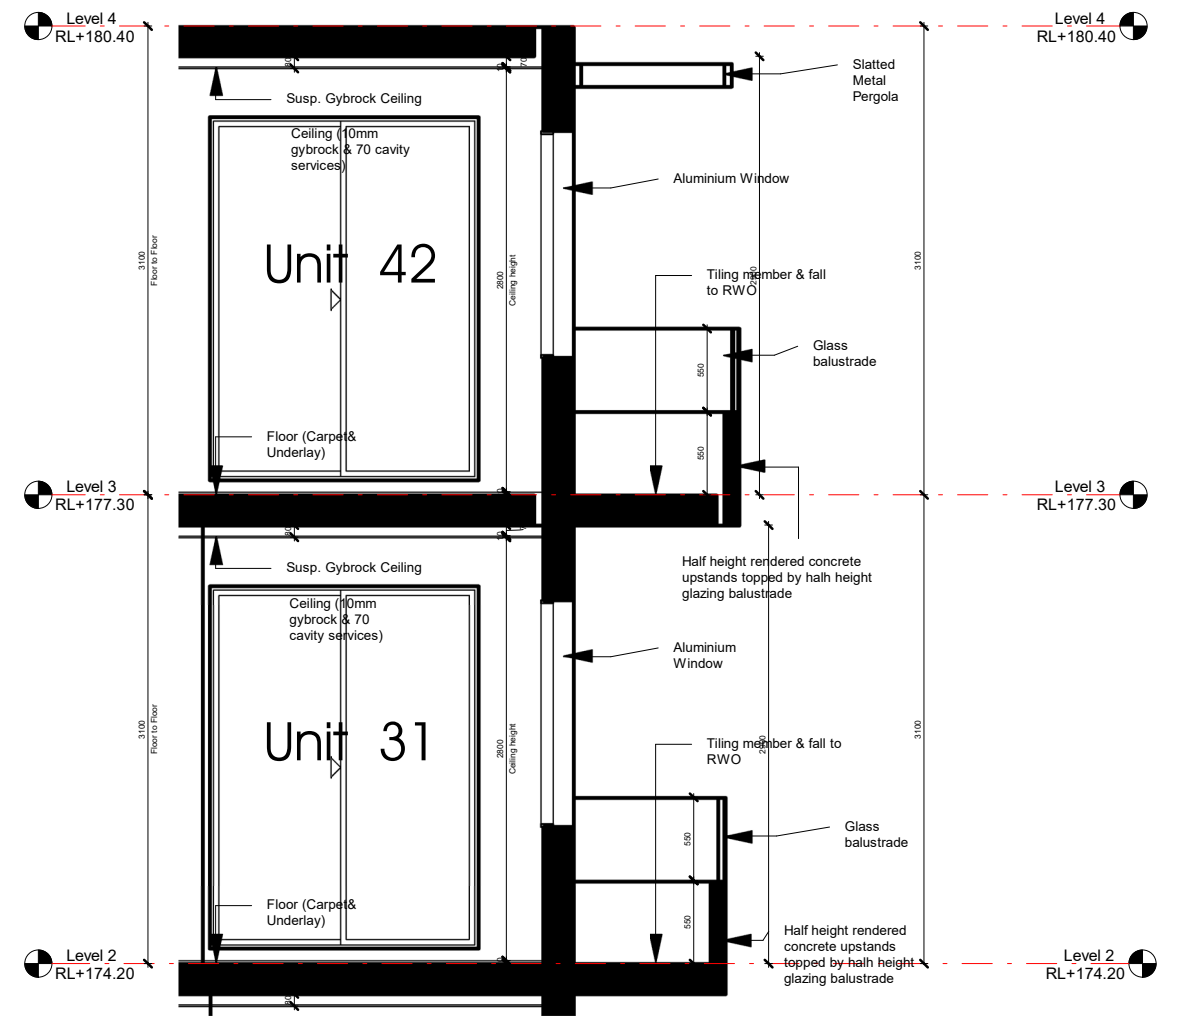 Level 4
RL+180.40
Level 4
RL+180.40
80
10
70
Slatted
Metal
Pergola
Susp. Gybrock Ceiling
Ceiling (10mm
gybrock & 70 cavity
services)
Aluminium Window
Unit 42
3100
Floor to Floor
2800
Ceiling height
3100
Tiling member & fall
to RWO
Glass
balustrade
550
550
Floor (Carpet&
Underlay)
Level 3
RL+177.30
Level 3
RL+177.30
80
10
Susp. Gybrock Ceiling
Half height rendered concrete
upstands topped by halh height
glazing balustrade
Ceiling (10mm
gybrock & 70
cavity services)
Aluminium
Window
Unit 31
3100
Floor to Floor
2800
Ceiling height
3100
Tiling member & fall to
RWO
Glass
balustrade
550
550
Floor (Carpet&
Underlay)
Half height rendered
concrete upstands
topped by halh height
glazing balustrade
Level 2
RL+174.20
Level 2
RL+174.20
80